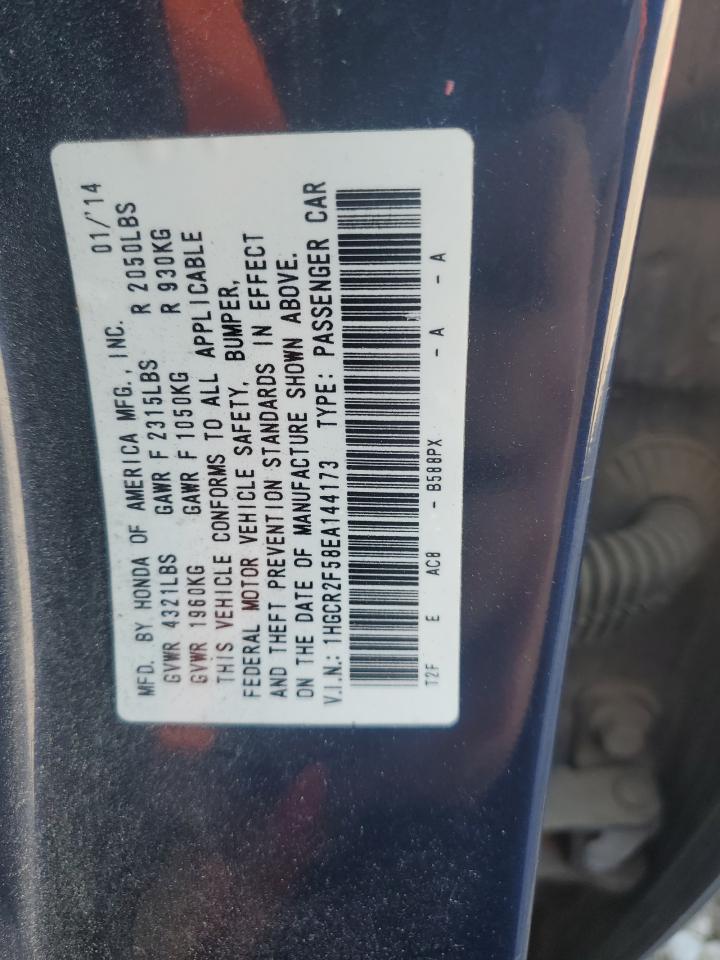 MFD. BY HONDA OF AMERICA MFG., INC. 01/'14
GVWR 4321LBS GAWR F 2315LBS R 2050LBS
GVWR 1960KG GAWR F 1050KG R 930KG
THIS VEHICLE CONFORMS TO ALL APPLICABLE
FEDERAL MOTOR VEHICLE SAFETY, BUMPER,
AND THEFT PREVENTION STANDARDS IN EFFECT
ON THE DATE OF MANUFACTURE SHOWN ABOVE.
V.I.N.: 1HGCR2F58EA144173 TYPE: PASSENGER CAR
T2F E AC8 - B588PX - A - A